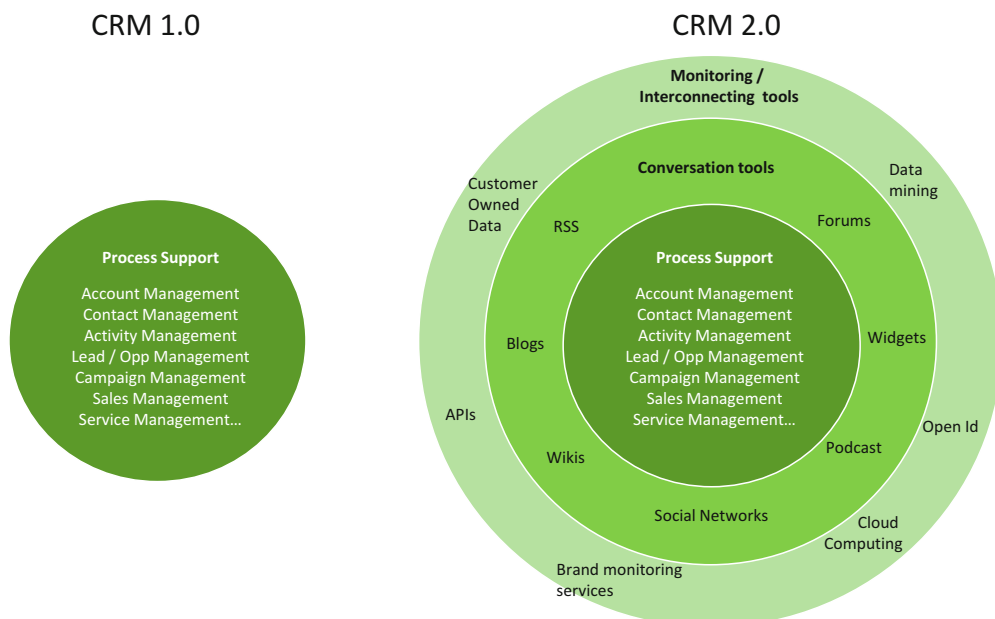 CRM 1.0
Process Support
Account Management
Contact Management
Activity Management
Lead / Opp Management
Campaign Management
Sales Management
Service Management…
CRM 2.0
Monitoring /
Interconnecting tools
Conversation tools
Customer
Owned
Data
Data
mining
RSS
Forums
Process Support
Account Management
Contact Management
Activity Management
Lead / Opp Management
Campaign Management
Sales Management
Service Management…
Blogs
Widgets
APIs
Open Id
Wikis
Podcast
Social Networks
Cloud
Computing
Brand monitoring
services